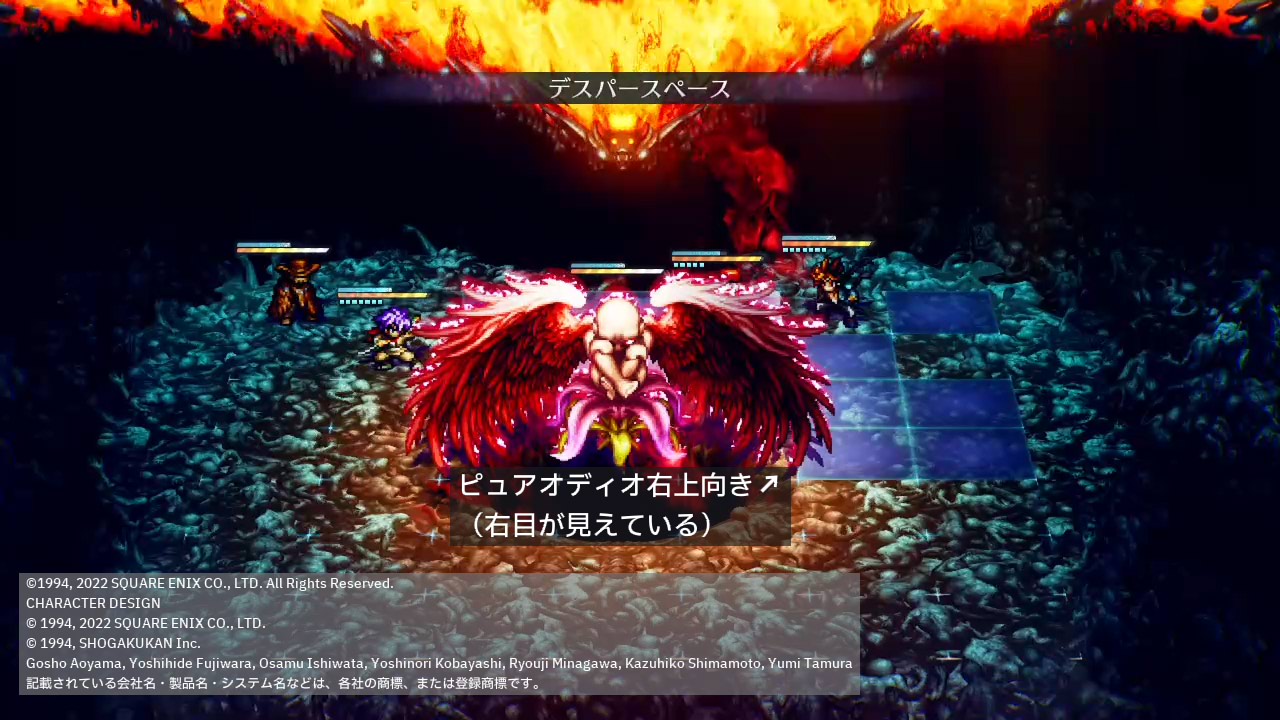 デスパースペース
ピュアオディオ右上向き↗
（右目が見えている）
©1994, 2022 SQUARE ENIX CO., LTD. All Rights Reserved.
CHARACTER DESIGN
© 1994, 2022 SQUARE ENIX CO., LTD.
© 1994, SHOGAKUKAN Inc.
Gosho Aoyama, Yoshihide Fujiwara, Osamu Ishiwata, Yoshinori Kobayashi, Ryouji Minagawa, Kazuhiko Shimamoto, Yumi Tamura
記載されている会社名・製品名・システム名などは、各社の商標、または登録商標です。